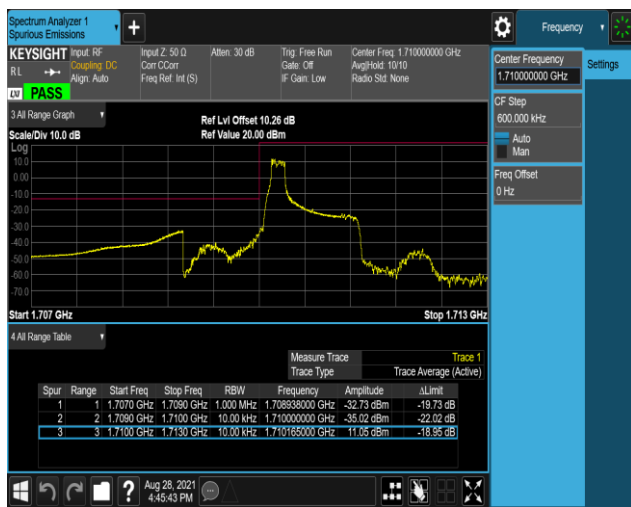 Spectrum Analyzer 1
Spurious Emissions
Frequency
KEYSIGHT
RL
Input: RF
Coupling: DC
Align: Auto
Input Z: 50 Ω
Corr CCorr
Freq Ref: Int (S)
Atten: 30 dB
Trig: Free Run
Gate: Off
IF Gain: Low
Center Freq: 1.710000000 GHz
Avg|Hold: 10/10
Radio Std: None
LXI PASS
Center Frequency
1.710000000 GHz
Settings
CF Step
600.000 kHz
Auto
Man
Freq Offset
0 Hz
3 All Range Graph
Ref Lvl Offset 10.26 dB
Scale/Div 10.0 dB
Ref Value 20.00 dBm
Log
10.0
0.00
-10.0
-20.0
-30.0
-40.0
-50.0
-60.0
-70.0
Start 1.707 GHz
Stop 1.713 GHz
4 All Range Table
Measure Trace Trace 1
Trace Type Trace Average (Active)
Spur Range Start Freq Stop Freq RBW Frequency Amplitude ΔLimit
1 1 1.7070 GHz 1.7090 GHz 1.000 MHz 1.708938000 GHz -32.73 dBm -19.73 dB
2 2 1.7090 GHz 1.7100 GHz 10.00 kHz 1.710000000 GHz -35.02 dBm -22.02 dB
3 3 1.7100 GHz 1.7130 GHz 10.00 kHz 1.710165000 GHz 11.05 dBm -18.95 dB
?
Aug 28, 2021
4:45:43 PM